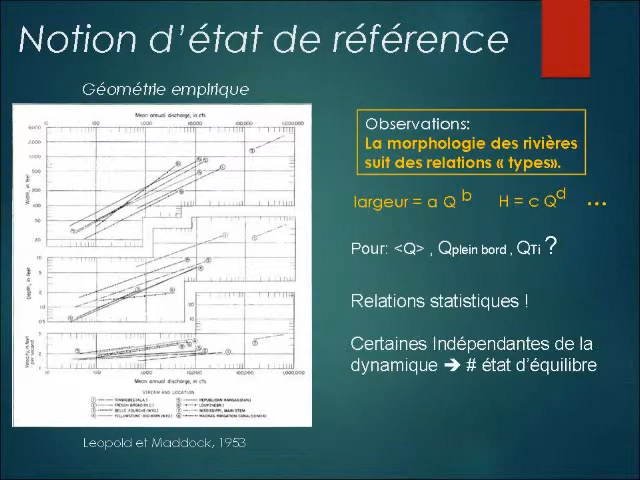 Notion d'état de référence
Géométrie empirique
Mean annual discharge, in cfs
Width, in feet
Depth, in feet
Velocity, in feet per second
Mean annual discharge, in cfs
STREAM AND LOCATION
Leopold et Maddock, 1953
Observations:
La morphologie des rivières
suit des relations « types».
largeur = a Q b H = c Qd ...
Pour: <Q> , Qplein bord , QTi ?
Relations statistiques !
Certaines Indépendantes de la
dynamique ➔ # état d'équilibre